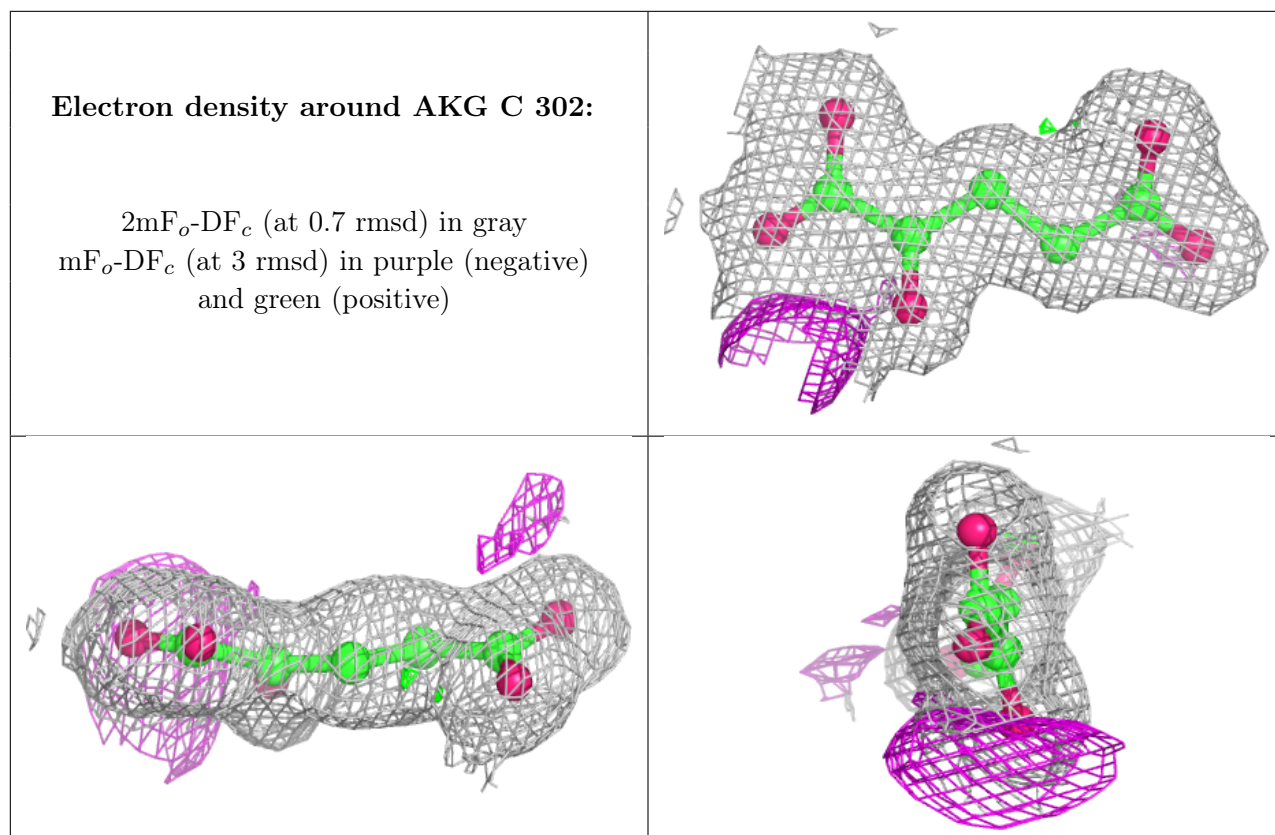 Electron density around AKG C 302:
2mFₒ-DF𝒸 (at 0.7 rmsd) in gray
mFₒ-DF𝒸 (at 3 rmsd) in purple (negative)
and green (positive)